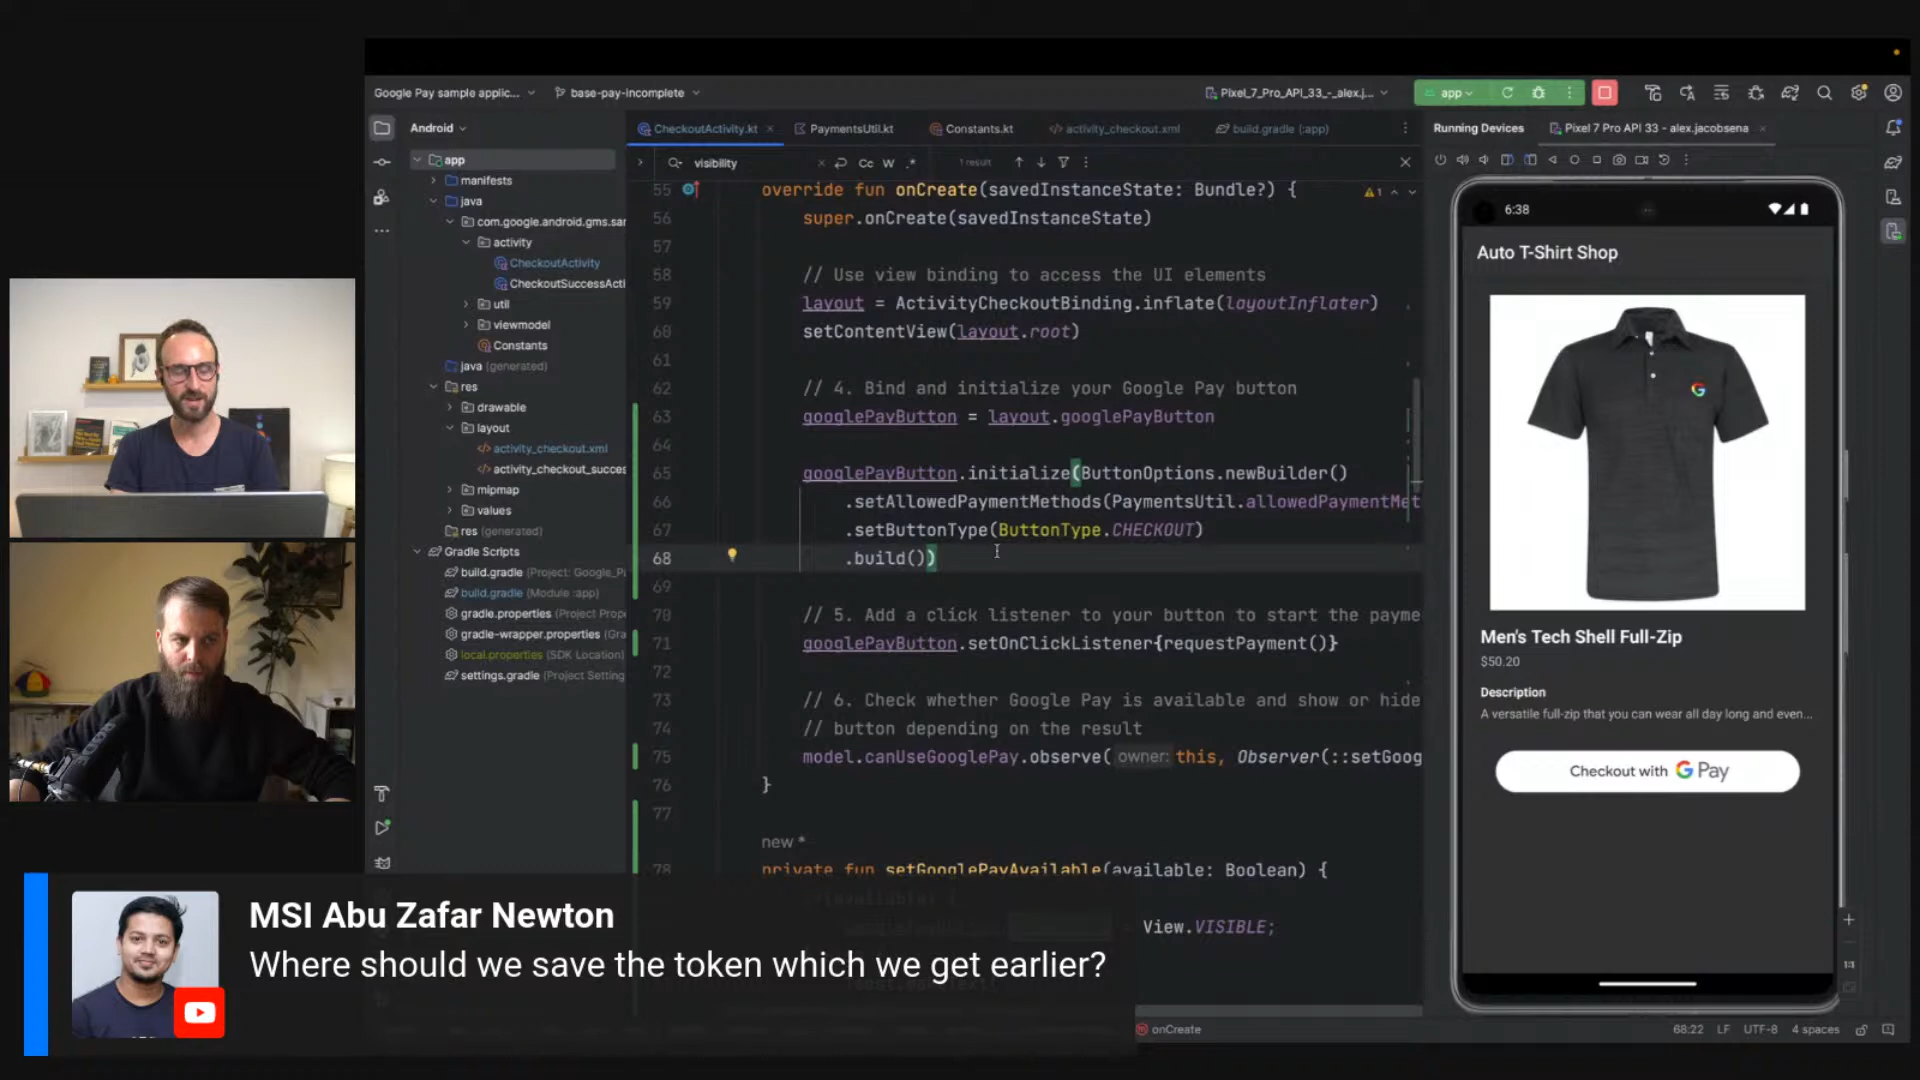 Google Pay sample applic...
base-pay-incomplete
Pixel_7_Pro_API_33_-_alex.j...
app
Android
CheckoutActivity.kt
PaymentsUtil.kt
Constants.kt
activity_checkout.xml
build.gradle (:app)
Running Devices
Pixel 7 Pro API 33 - alex.jacobsena
visibility
Cc W .*
1 result
app
manifests
java
com.google.android.gms.sar
activity
CheckoutActivity
CheckoutSuccessActi
util
viewmodel
Constants
java (generated)
res
drawable
layout
activity_checkout.xml
activity_checkout_succes
mipmap
values
res (generated)
Gradle Scripts
build.gradle (Project: Google_P
build.gradle (Module :app)
gradle.properties (Project Prop
gradle-wrapper.properties (Gra
local.properties (SDK Location)
settings.gradle (Project Setting
1
55 override fun onCreate(savedInstanceState: Bundle?) {
56 super.onCreate(savedInstanceState)
57
58 // Use view binding to access the UI elements
59 layout = ActivityCheckoutBinding.inflate(layoutInflater)
60 setContentView(layout.root)
61
62 // 4. Bind and initialize your Google Pay button
63 googlePayButton = layout.googlePayButton
64
65 googlePayButton.initialize(ButtonOptions.newBuilder()
66 .setAllowedPaymentMethods(PaymentsUtil.allowedPaymentMet
67 .setButtonType(ButtonType.CHECKOUT)
68 .build())
69
70 // 5. Add a click listener to your button to start the payme
71 googlePayButton.setOnClickListener{requestPayment()}
72
73 // 6. Check whether Google Pay is available and show or hide
74 // button depending on the result
75 model.canUseGooglePay.observe( owner: this, Observer(::setGoog
76 }
77
new *
78 private fun setGooglePayAvailable(available: Boolean) {
= View.VISIBLE;
6:38
Auto T-Shirt Shop
G
Men's Tech Shell Full-Zip
$50.20
Description
A versatile full-zip that you can wear all day long and even...
Checkout with G Pay
1:1
MSI Abu Zafar Newton
Where should we save the token which we get earlier?
onCreate
68:22 LF UTF-8 4 spaces